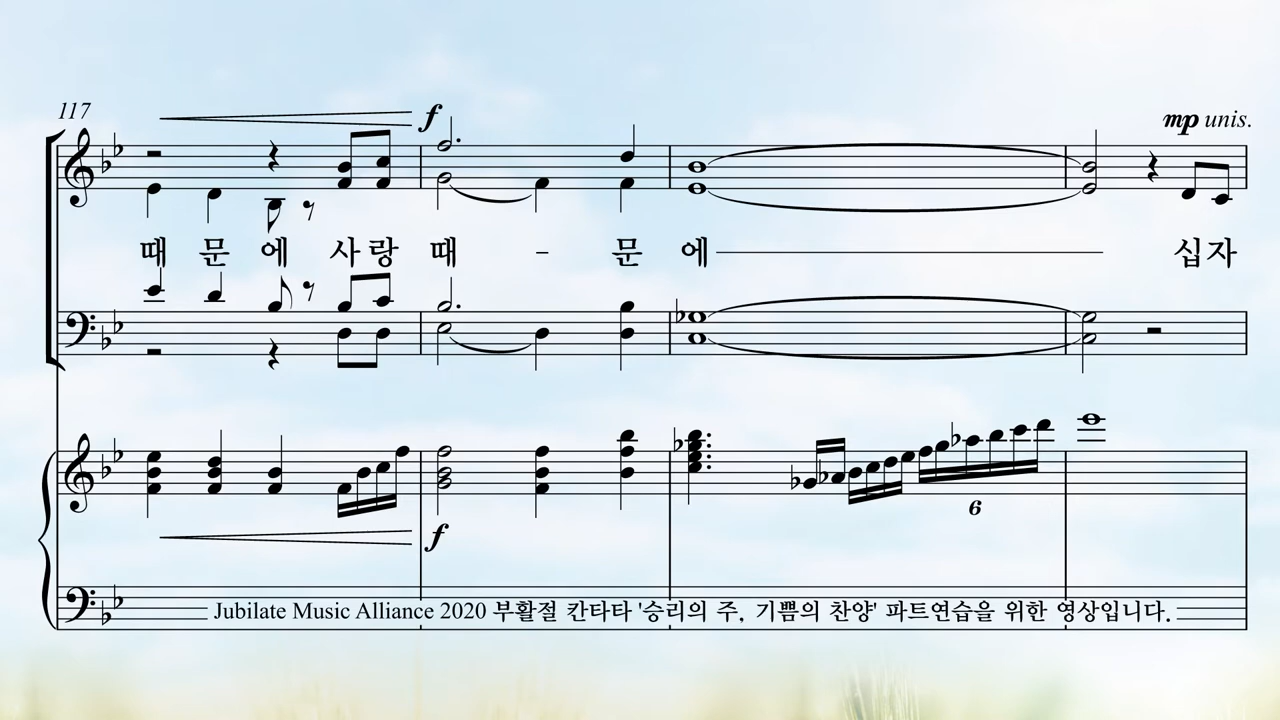 117
f
mp unis.
때 문 에 사 랑 때 - 문 에 십 자
f
6
Jubilate Music Alliance 2020 부활절 칸타타 '승리의 주, 기쁨의 찬양' 파트연습을 위한 영상입니다.